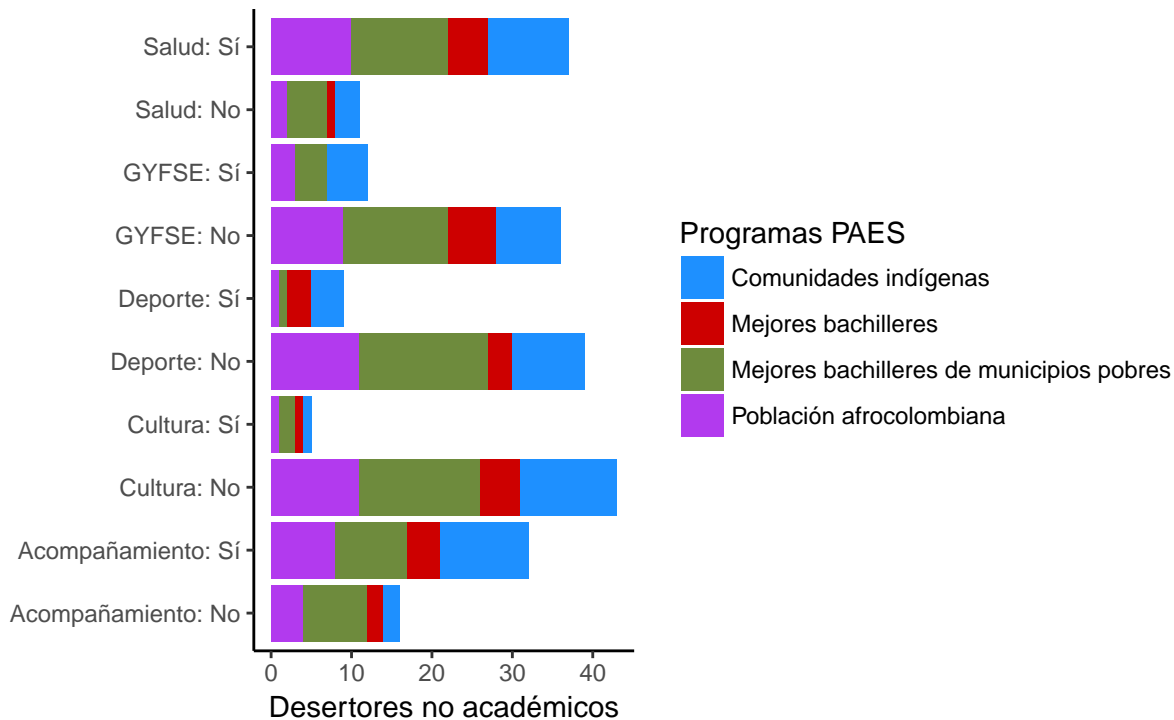 Salud: Sí
Salud: No
GYFSE: Sí
GYFSE: No
Deporte: Sí
Deporte: No
Cultura: Sí
Cultura: No
Acompañamiento: Sí
Acompañamiento: No
0 10 20 30 40
Desertores no académicos
Programas PAES
Comunidades indígenas
Mejores bachilleres
Mejores bachilleres de municipios pobres
Población afrocolombiana